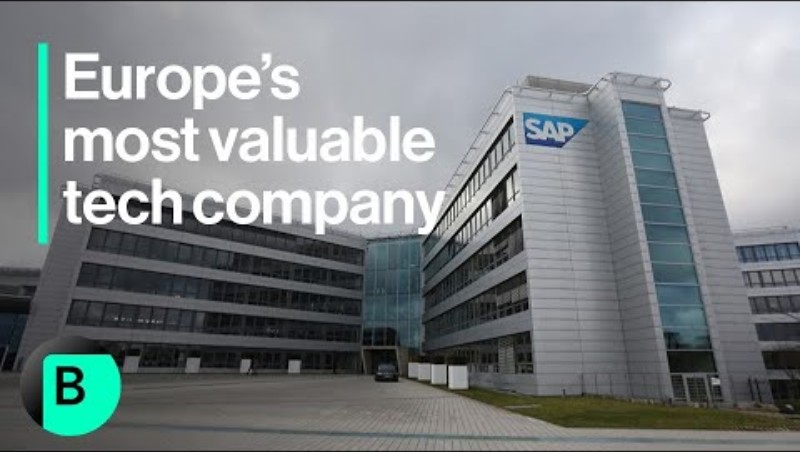 Europe's
most valuable
tech company
SAP
B